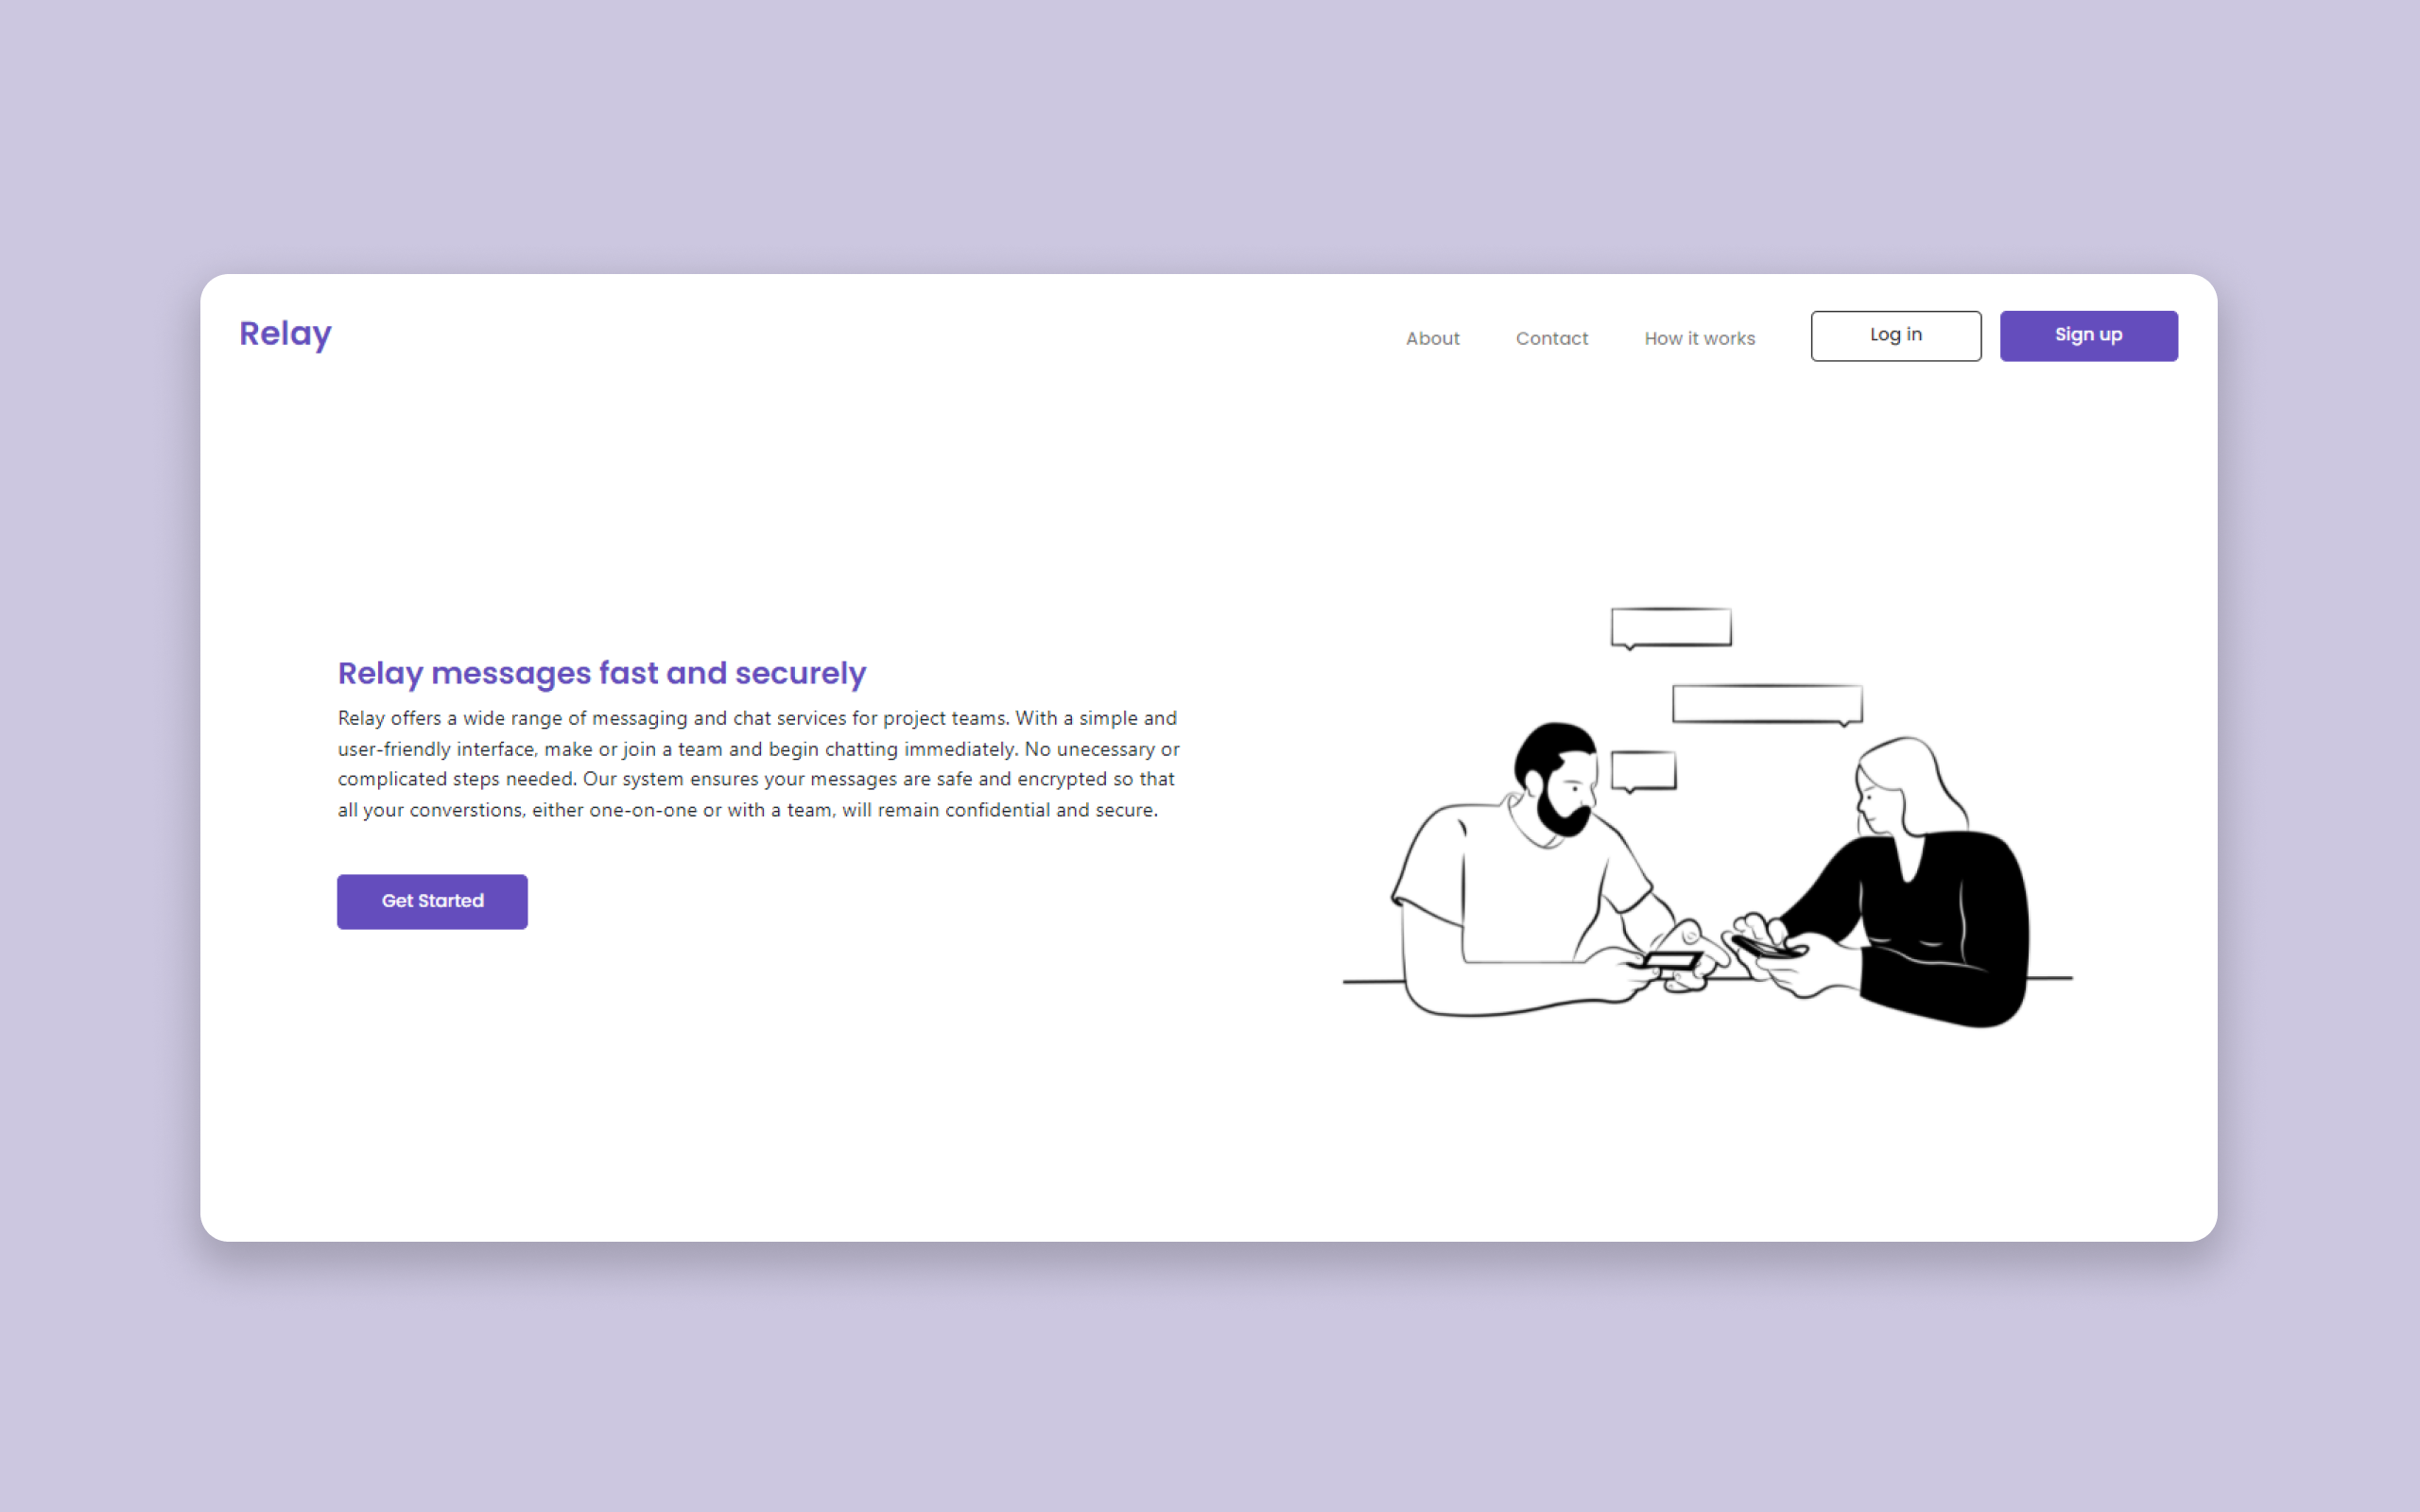 Relay
About
Contact
How it works
Log in
Sign up
Relay messages fast and securely
Relay offers a wide range of messaging and chat services for project teams. With a simple and
user-friendly interface, make or join a team and begin chatting immediately. No unecessary or
complicated steps needed. Our system ensures your messages are safe and encrypted so that
all your converstions, either one-on-one or with a team, will remain confidential and secure.
Get Started